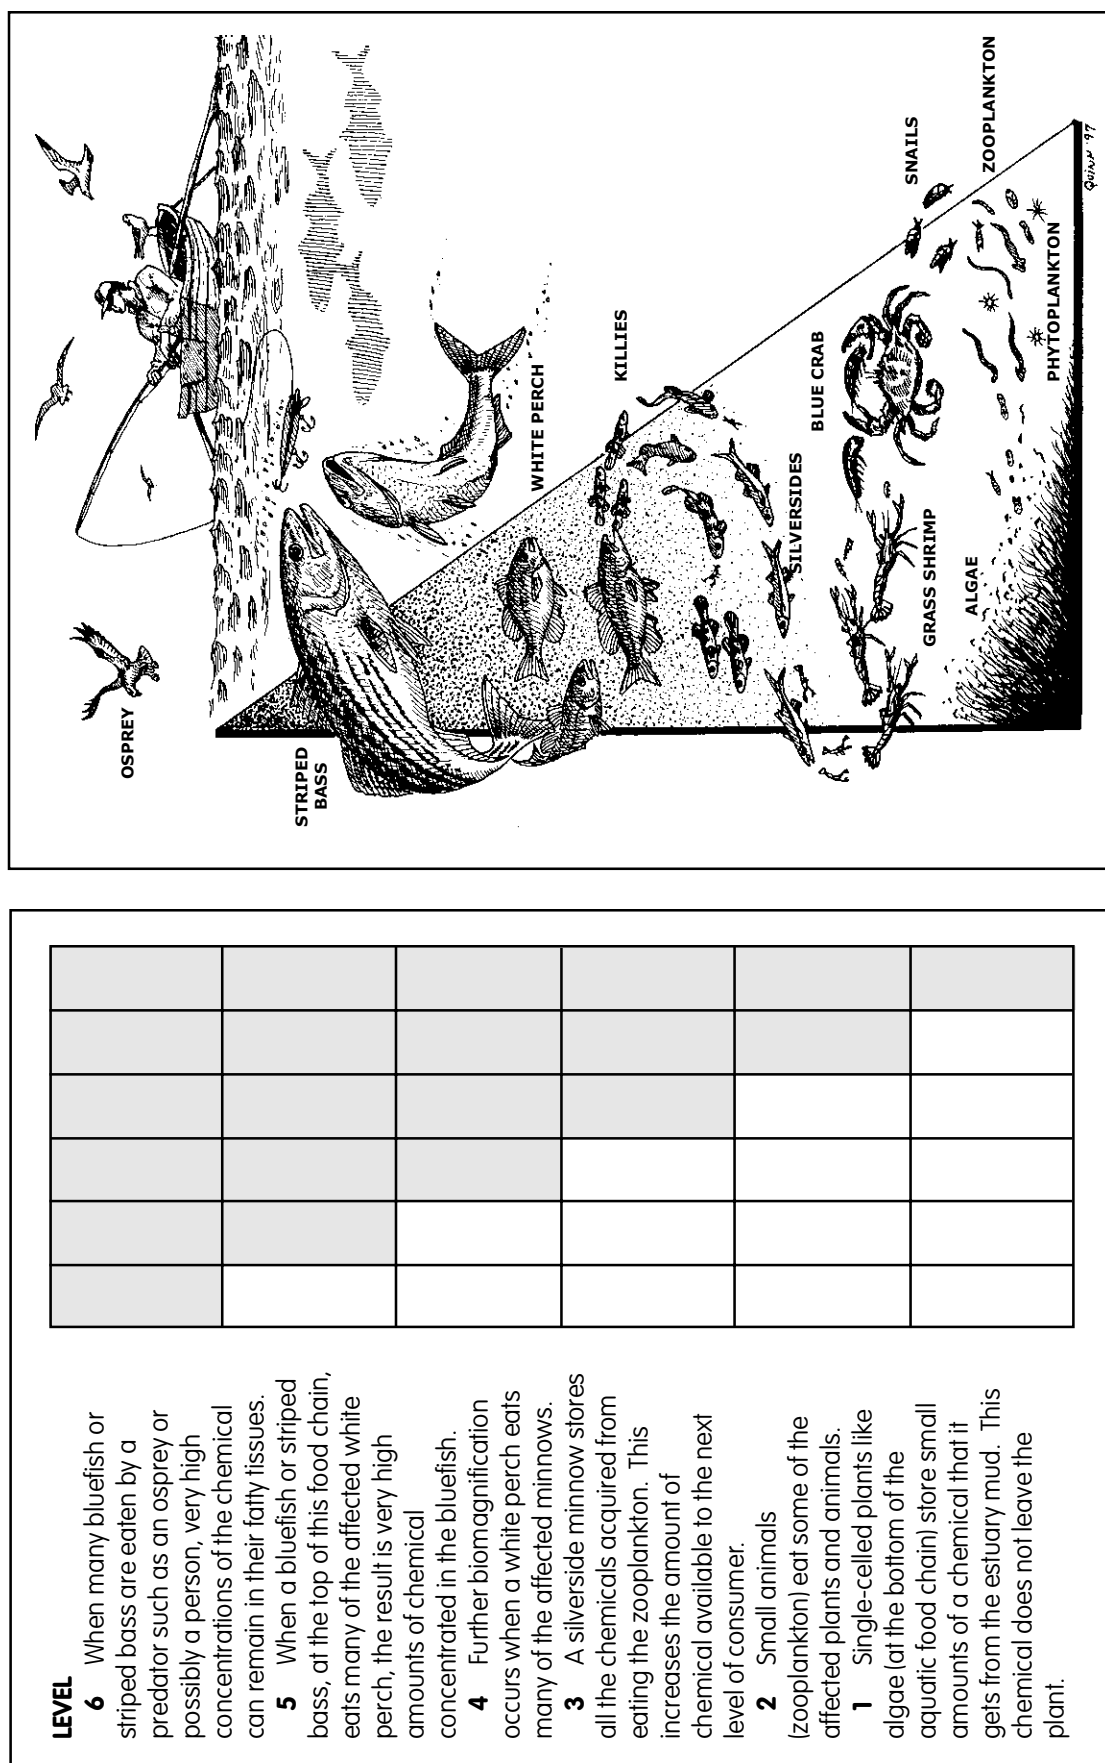 LEVEL
6 When many bluefish or
striped bass are eaten by a
predator such as an osprey or
possibly a person, very high
concentrations of the chemical
can remain in their fatty tissues.
5 When a bluefish or striped
bass, at the top of this food chain,
eats many of the affected white
perch, the result is very high
amounts of chemical
concentrated in the bluefish.
4 Further biomagnification
occurs when a white perch eats
many of the affected minnows.
3 A silverside minnow stores
all the chemicals acquired from
eating the zooplankton. This
increases the amount of
chemical available to the next
level of consumer.
2 Small animals
(zooplankton) eat some of the
affected plants and animals.
1 Single-celled plants like
algae (at the bottom of the
aquatic food chain) store small
amounts of a chemical that it
gets from the estuary mud. This
chemical does not leave the
plant.
OSPREY
STRIPED
BASS
WHITE PERCH
KILLIES
SILVERSIDES
BLUE CRAB
SNAILS
GRASS SHRIMP
ALGAE
ZOOPLANKTON
PHYTOPLANKTON
QUINN '97